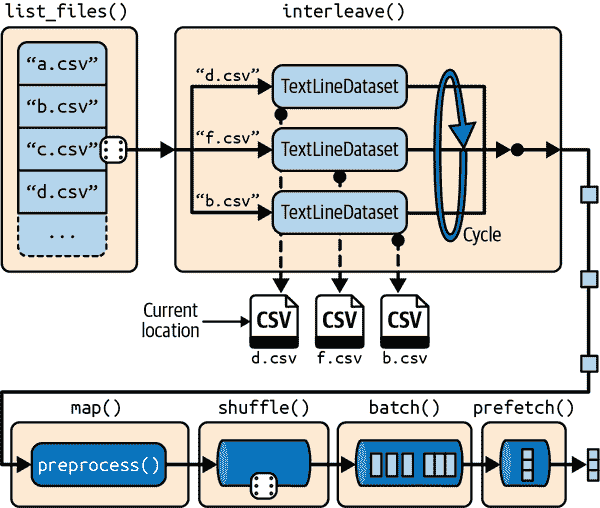 list_files()
interleave()
“a.csv”
“b.csv”
“c.csv”
“d.csv”
...
“d.csv”
TextLineDataset
“f.csv”
TextLineDataset
“b.csv”
TextLineDataset
Cycle
Current
location
CSV
CSV
CSV
d.csv
f.csv
b.csv
map()
shuffle()
batch()
prefetch()
preprocess()